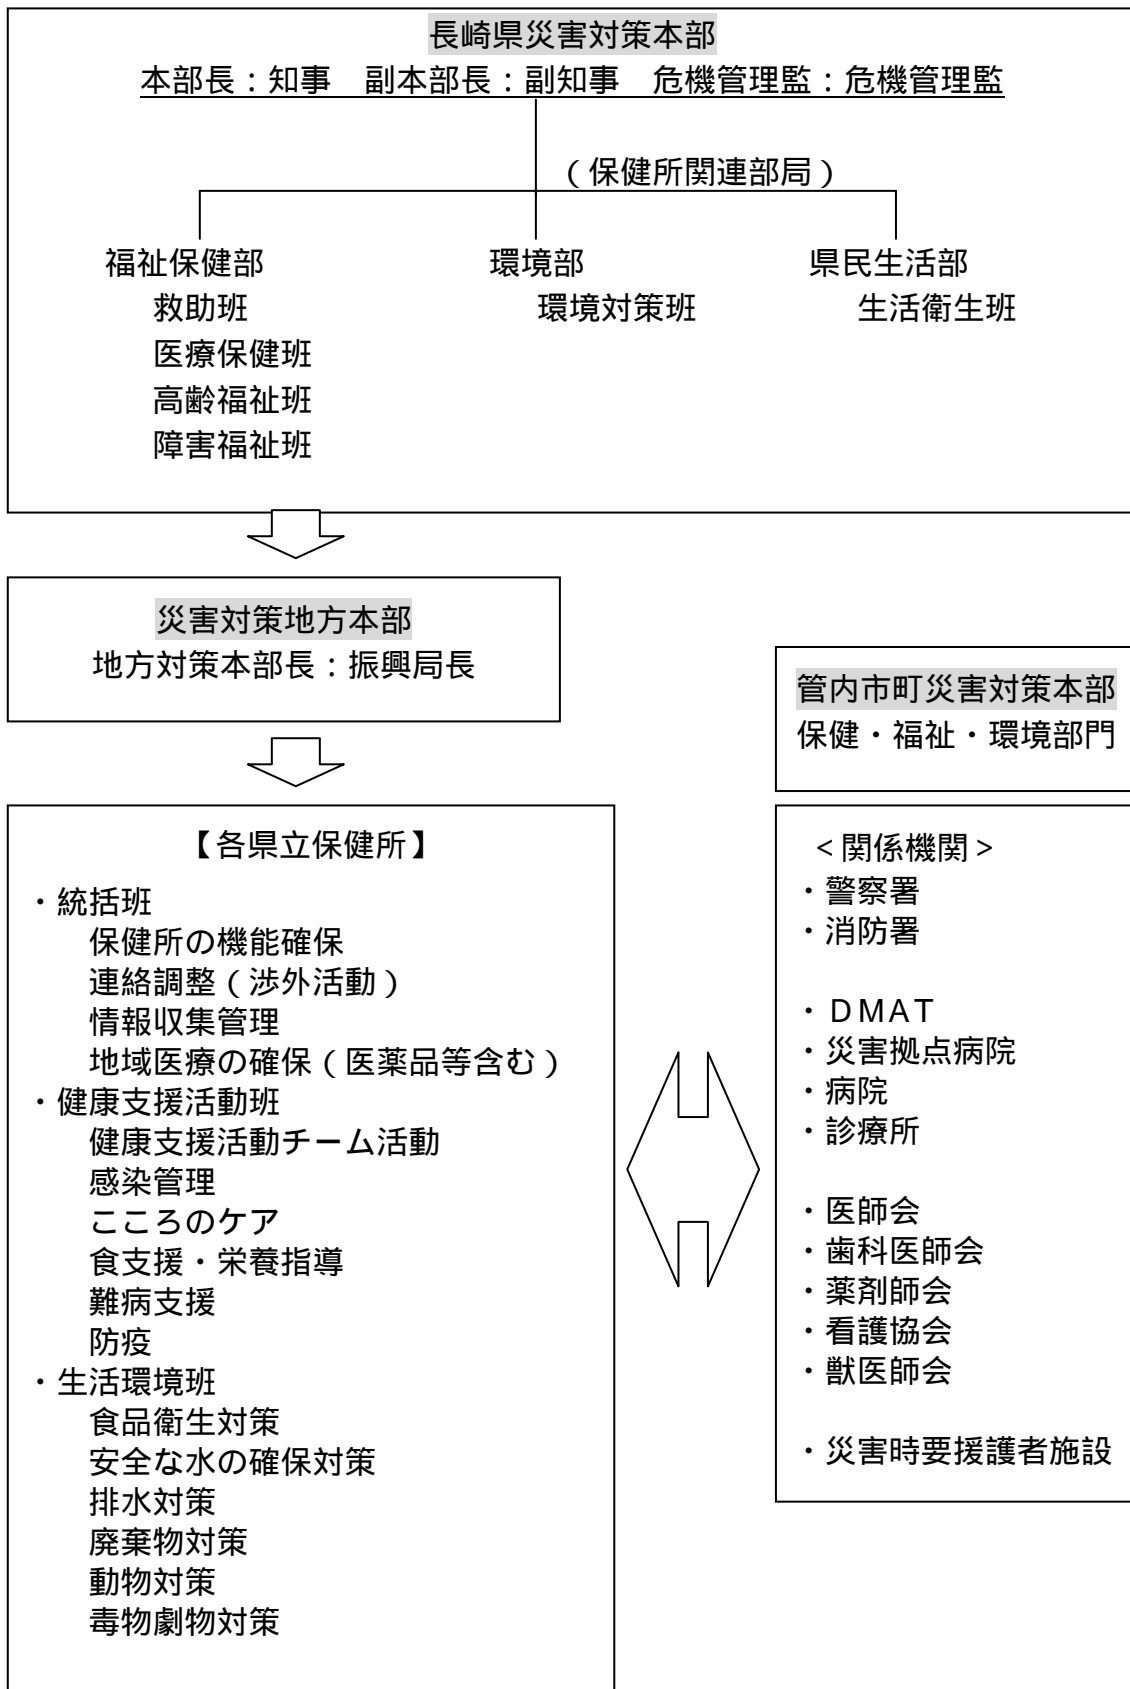 長崎県災害対策本部
本部長：知事　副本部長：副知事　危機管理監：危機管理監
（保健所関連部局）
福祉保健部
救助班
医療保健班
高齢福祉班
障害福祉班
環境部
環境対策班
県民生活部
生活衛生班
災害対策地方本部
地方対策本部長：振興局長
管内市町災害対策本部
保健・福祉・環境部門
【各県立保健所】
・統括班
保健所の機能確保
連絡調整（渉外活動）
情報収集管理
地域医療の確保（医薬品等含む）
・健康支援活動班
健康支援活動チーム活動
感染管理
こころのケア
食支援・栄養指導
難病支援
防疫
・生活環境班
食品衛生対策
安全な水の確保対策
排水対策
廃棄物対策
動物対策
毒物劇物対策
＜関係機関＞
・警察署
・消防署
・ＤＭＡＴ
・災害拠点病院
・病院
・診療所
・医師会
・歯科医師会
・薬剤師会
・看護協会
・獣医師会
・災害時要援護者施設